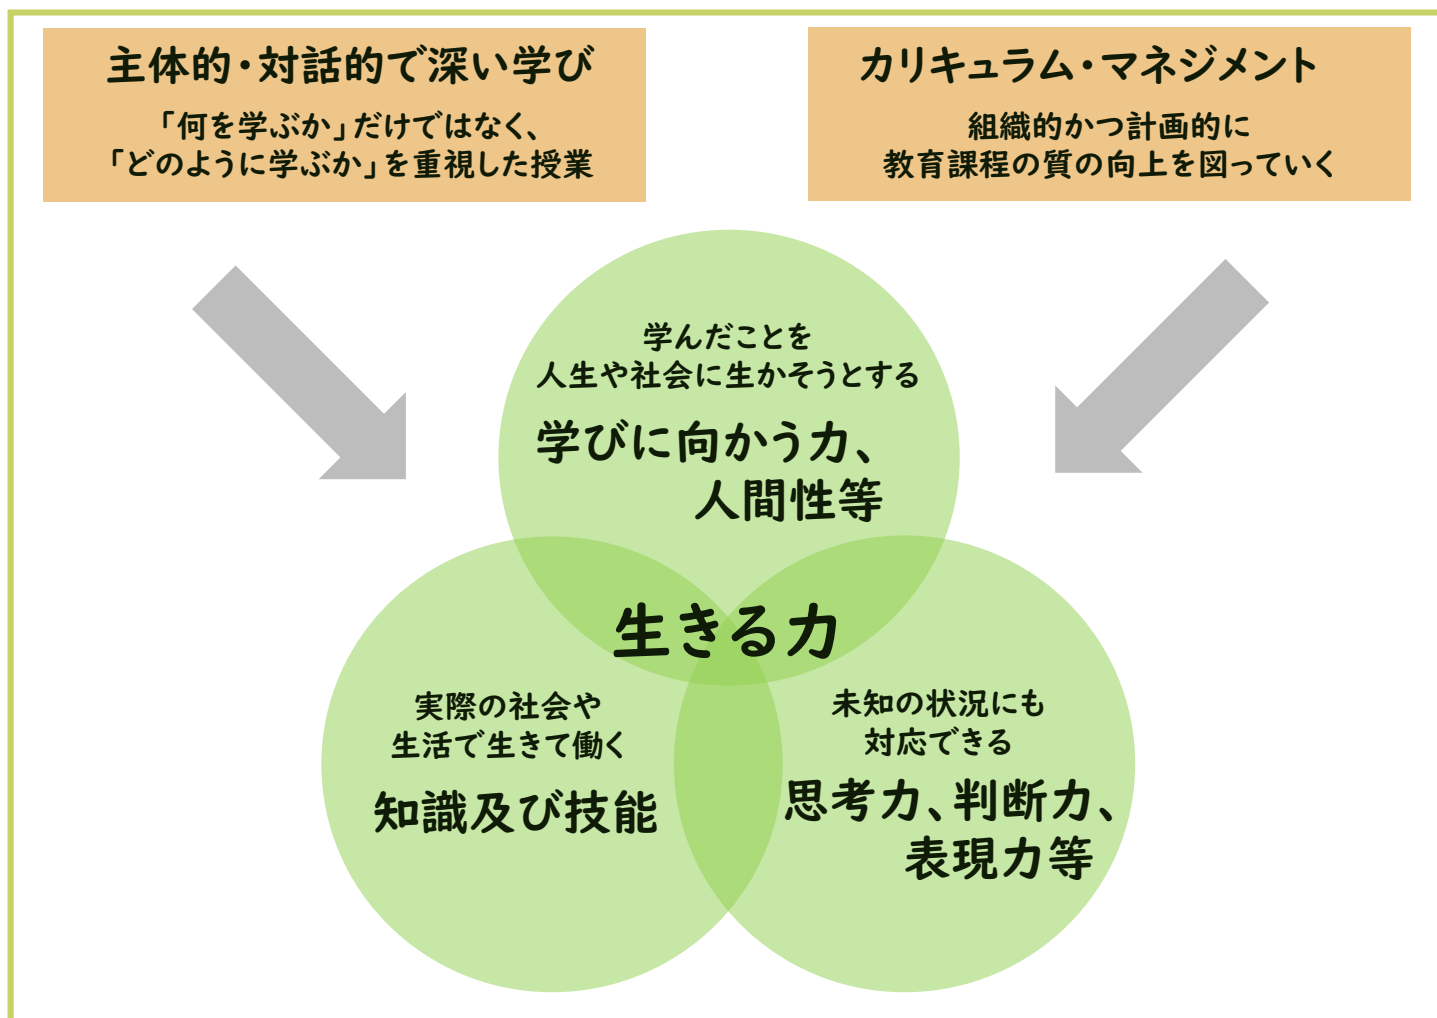 主体的・対話的で深い学び
「何を学ぶか」だけではなく、
「どのように学ぶか」を重視した授業
カリキュラム・マネジメント
組織的かつ計画的に
教育課程の質の向上を図っていく
学んだことを
人生や社会に生かそうとする
学びに向かう力、
人間性等
生きる力
実際の社会や
生活で生きて働く
知識及び技能
未知の状況にも
対応できる
思考力、判断力、
表現力等